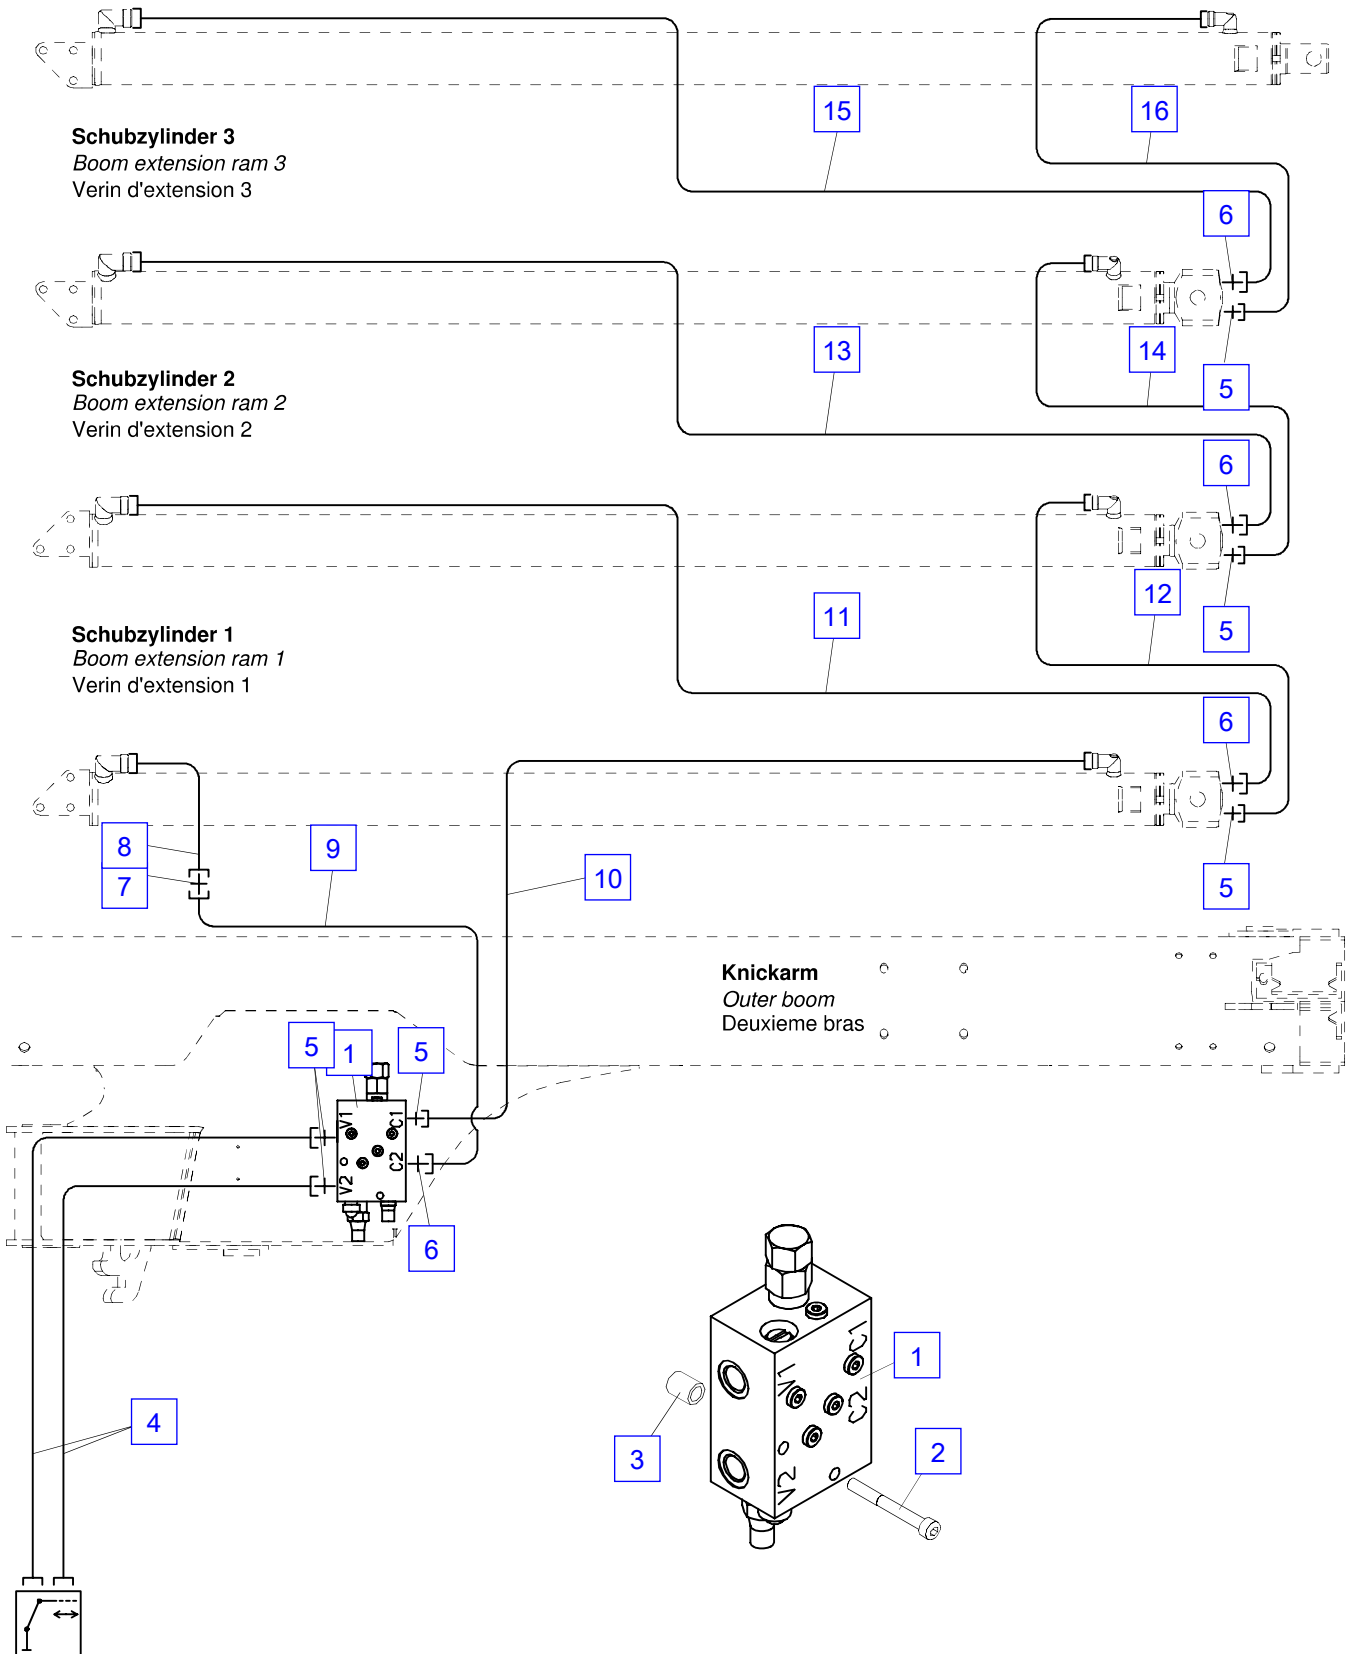 15
16
Schubzylinder 3
Boom extension ram 3
Verin d'extension 3
6
13
14
5
Schubzylinder 2
Boom extension ram 2
Verin d'extension 2
6
11
12
5
Schubzylinder 1
Boom extension ram 1
Verin d'extension 1
6
8
9
10
7
5
Knickarm
Outer boom
Deuxieme bras
5
1
5
V1
C1
C2
V2
6
1
C1
V1
C2
V2
3
2
4